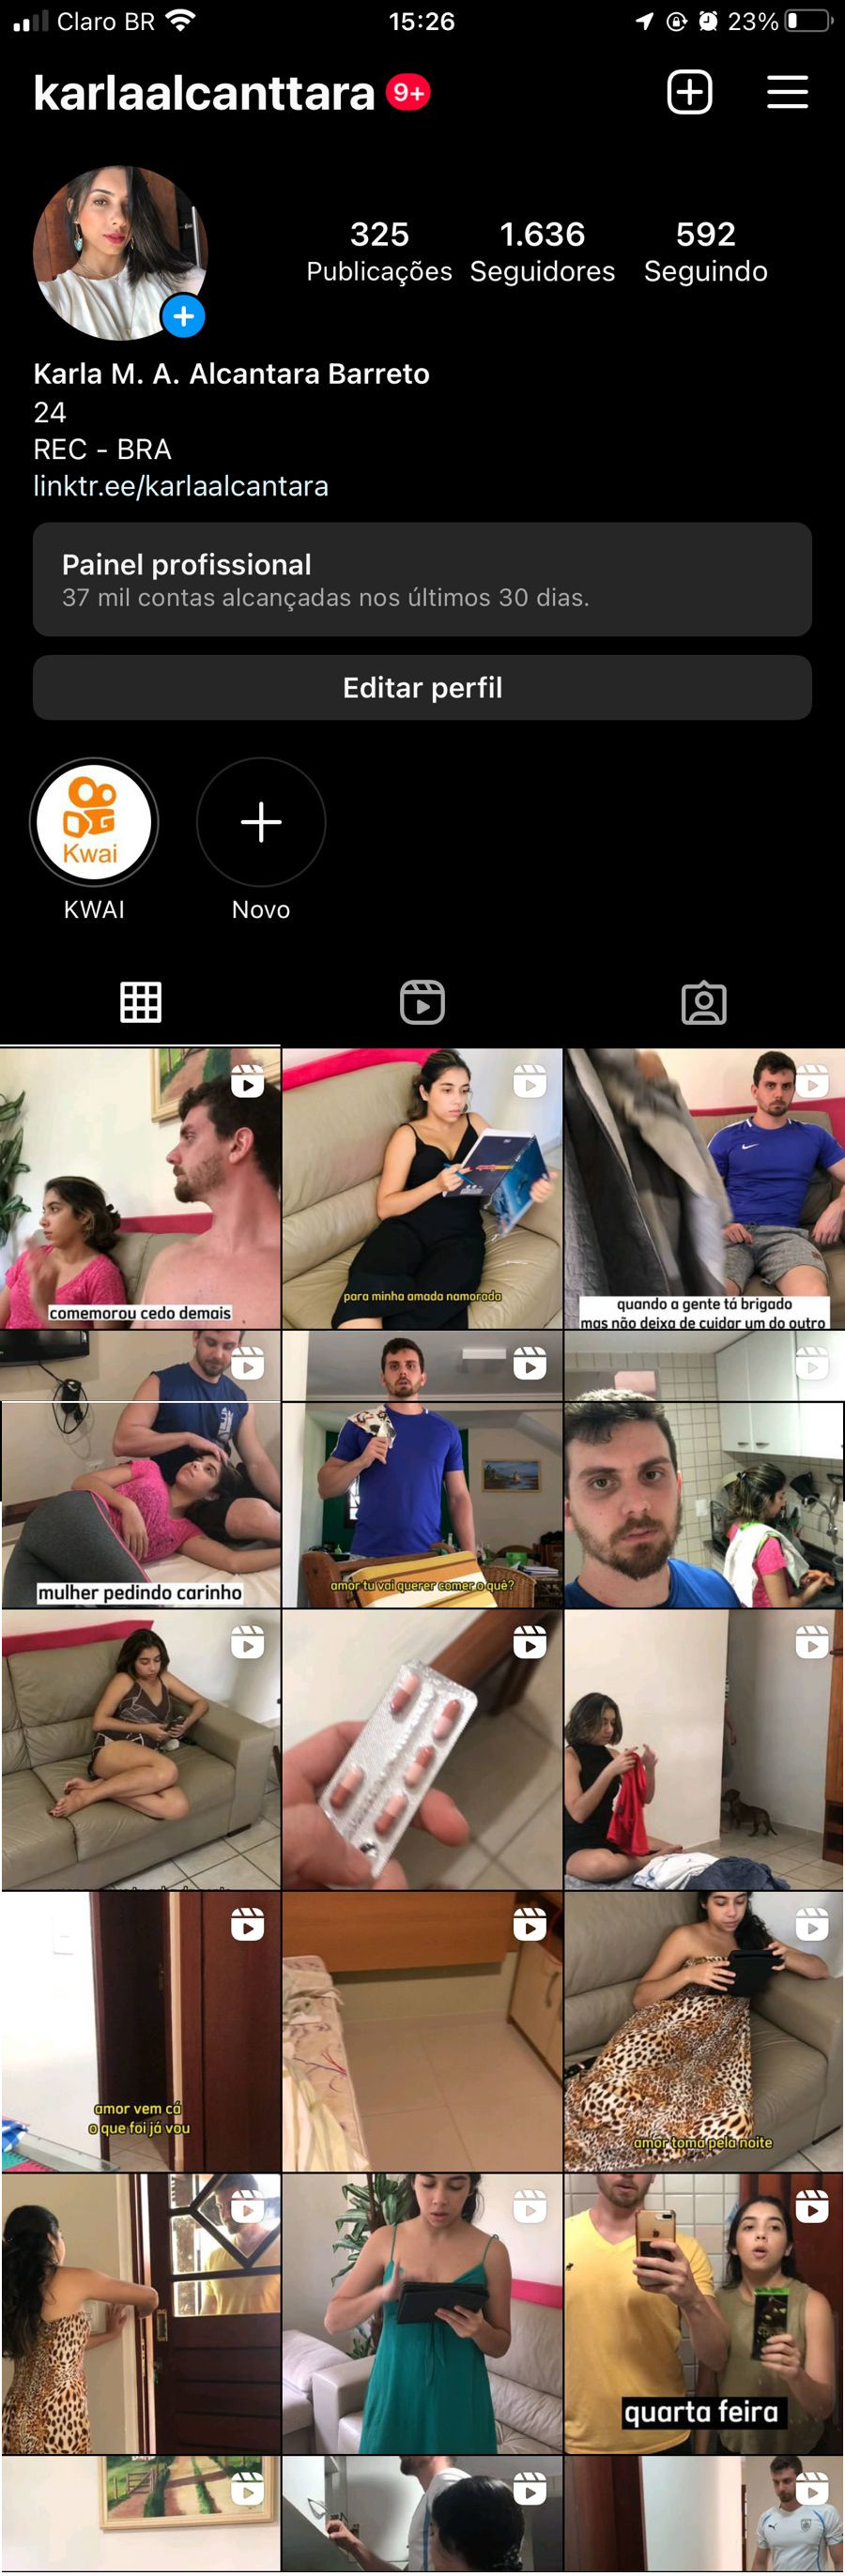 Claro BR
15:26
23%
karlaalcanttara 9+
325 1.636 592
Publicações Seguidores Seguindo
Karla M. A. Alcantara Barreto
24
REC - BRA
linktr.ee/karlaalcantara
Painel profissional
37 mil contas alcançadas nos últimos 30 dias.
Editar perfil
Kwai
KWAI Novo
comemorou cedo demais
para minha amada namorada
quando a gente tá brigado
mas não deixa de cuidar um do outro
mulher pedindo carinho
amor tu vai querer comer o quê?
amor vem cá
o que foi já vou
amor toma pela noite
quarta feira